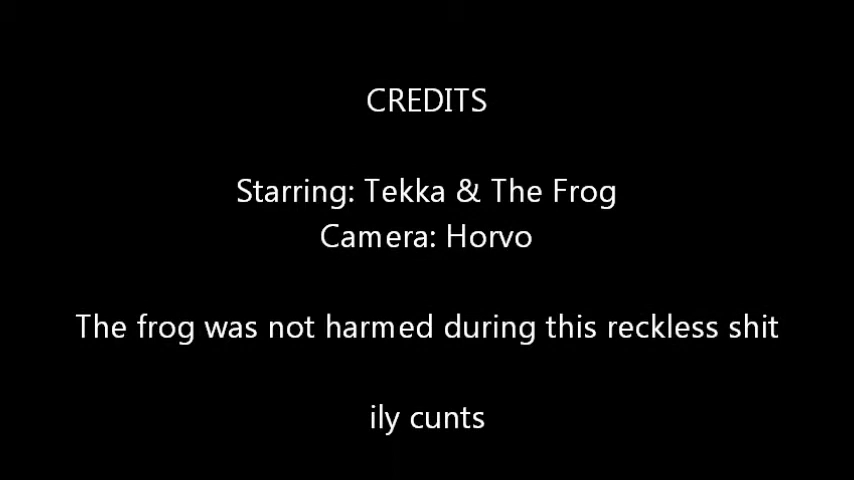 CREDITS
Starring: Tekka & The Frog
Camera: Horvo
The frog was not harmed during this reckless shit
ily cunts